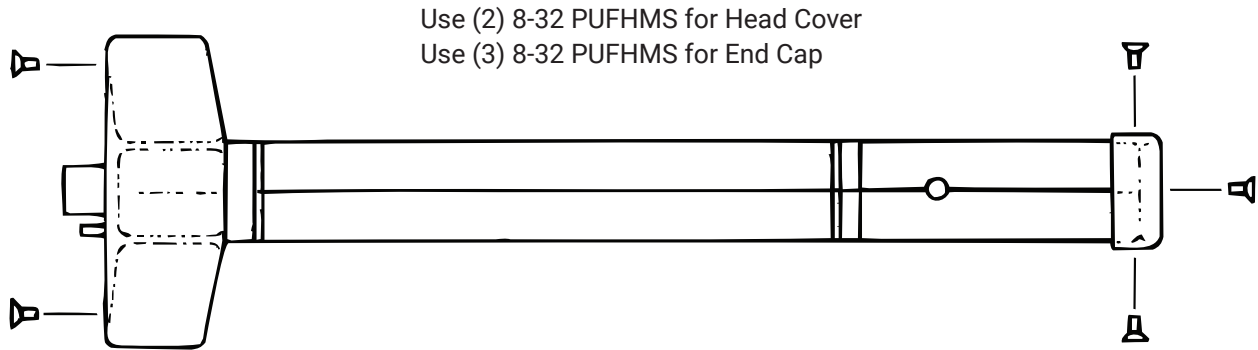 Use (2) 8-32 PUFHMS for Head Cover
Use (3) 8-32 PUFHMS for End Cap